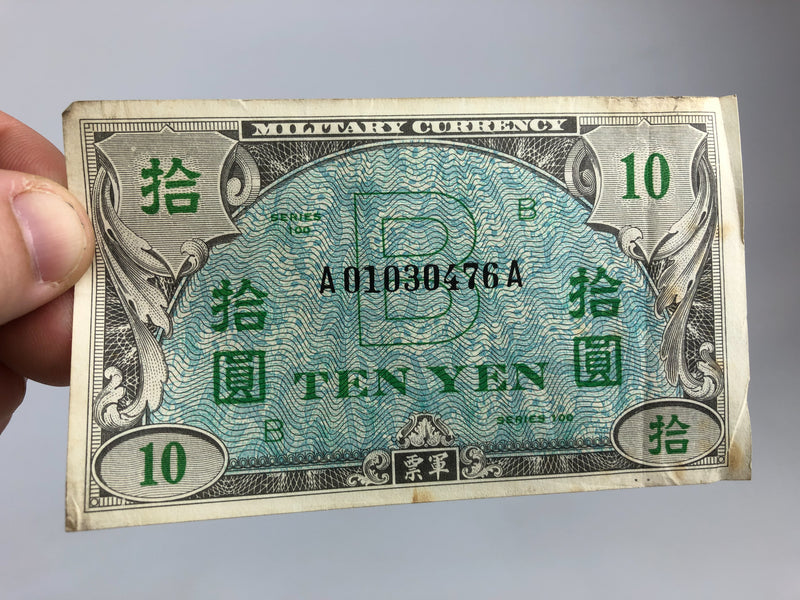 MILITARY CURRENCY
拾
10
SERIES
100
B
B
A01030476A
拾圓
拾圓
TEN YEN
B
SERIES 100
10
票軍
拾